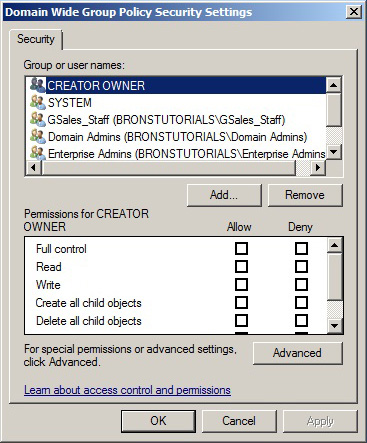 Domain Wide Group Policy Security Settings
Security
Group or user names:
CREATOR OWNER
SYSTEM
GSales_Staff (BRONSTUTORIALS\GSales_Staff)
Domain Admins (BRONSTUTORIALS\Domain Admins)
Enterprise Admins (BRONSTUTORIALS\Enterprise Admins
Add...
Remove
Permissions for CREATOR
OWNER
Allow
Deny
Full control
Read
Write
Create all child objects
Delete all child objects
For special permissions or advanced settings,
click Advanced.
Advanced
Learn about access control and permissions
OK
Cancel
Apply